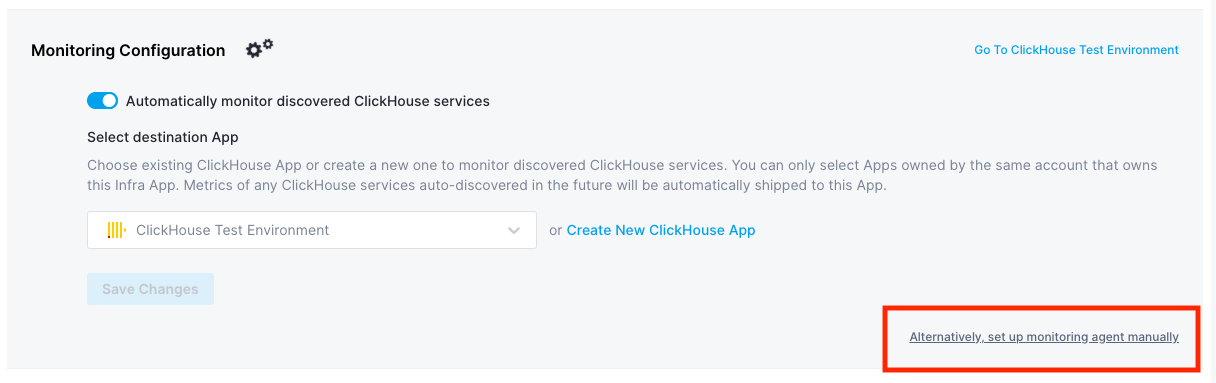 Monitoring Configuration
Go To ClickHouse Test Environment
Automatically monitor discovered ClickHouse services
Select destination App
Choose existing ClickHouse App or create a new one to monitor discovered ClickHouse services. You can only select Apps owned by the same account that owns
this Infra App. Metrics of any ClickHouse services auto-discovered in the future will be automatically shipped to this App.
ClickHouse Test Environment
or Create New ClickHouse App
Save Changes
Alternatively, set up monitoring agent manually